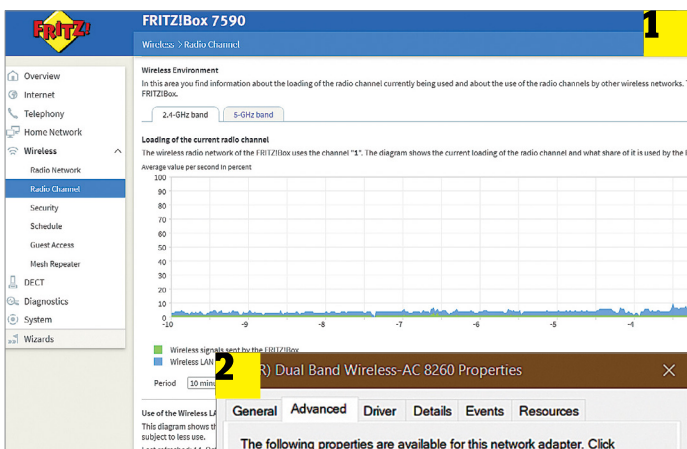 FRITZ!
FRITZ!Box 7590
1
Wireless > Radio Channel
Overview
Internet
Telephony
Home Network
Wireless
Radio Network
Radio Channel
Security
Schedule
Guest Access
Mesh Repeater
DECT
Diagnostics
System
Wizards
Wireless Environment
In this area you find information about the loading of the radio channel currently being used and about the use of the radio channels by other wireless networks.
FRITZ!Box.
2.4-GHz band
5-GHz band
Loading of the current radio channel
The wireless radio network of the FRITZ!Box uses the channel "1". The diagram shows the current loading of the radio channel and what share of it is used by the
Average value per second in percent
100
90
80
70
60
50
40
30
20
10
0
-10 -9 -8 -7 -6 -5 -4
Wireless signals sent by the FRITZ!Box
Wireless LAN
Period 10
Use of the Wireless
This diagram shows
subject to less use.
Last refreshed: 14.
2
R) Dual Band Wireless-AC 8260 Properties
General Advanced Driver Details Events Resources
The following properties are available for this network adapter. Click